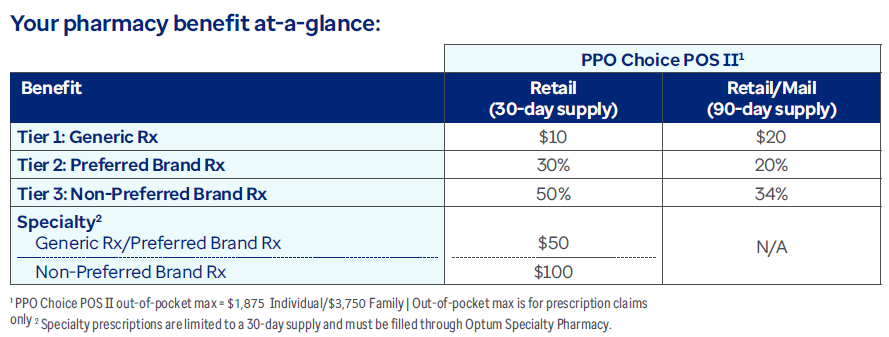 Your pharmacy benefit at-a-glance:
PPO Choice POS II¹
Benefit
Retail
(30-day supply)
Retail/Mail
(90-day supply)
Tier 1: Generic Rx $10 $20
Tier 2: Preferred Brand Rx 30% 20%
Tier 3: Non-Preferred Brand Rx 50% 34%
Specialty²
Generic Rx/Preferred Brand Rx $50
N/A
Non-Preferred Brand Rx $100
¹ PPO Choice POS II out-of-pocket max = $1,875 Individual/$3,750 Family | Out-of-pocket max is for prescription claims
only ² Specialty prescriptions are limited to a 30-day supply and must be filled through Optum Specialty Pharmacy.